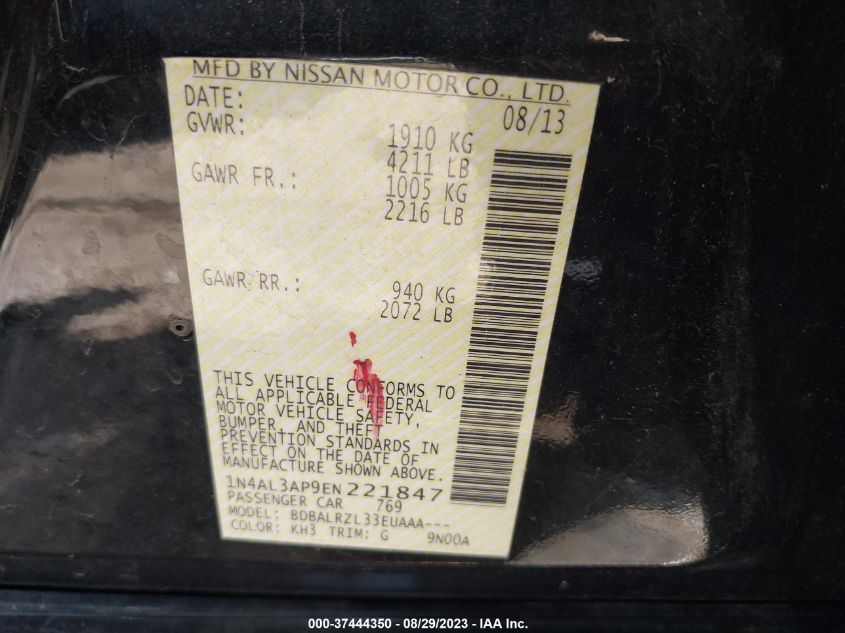 MFD BY NISSAN MOTOR CO., LTD.
DATE: 08/13
GVWR: 1910 KG
4211 LB
GAWR FR.: 1005 KG
2216 LB
GAWR RR.: 940 KG
2072 LB
THIS VEHICLE CONFORMS TO
ALL APPLICABLE FEDERAL
MOTOR VEHICLE SAFETY,
BUMPER, AND THEFT
PREVENTION STANDARDS IN
EFFECT ON THE DATE OF
MANUFACTURE SHOWN ABOVE.
1N4AL3AP9EN221847
PASSENGER CAR 769
MODEL: BDBALRZL33EUAAA---
COLOR: KH3 TRIM: G 9N00A
000-37444350 - 08/29/2023 - IAA Inc.